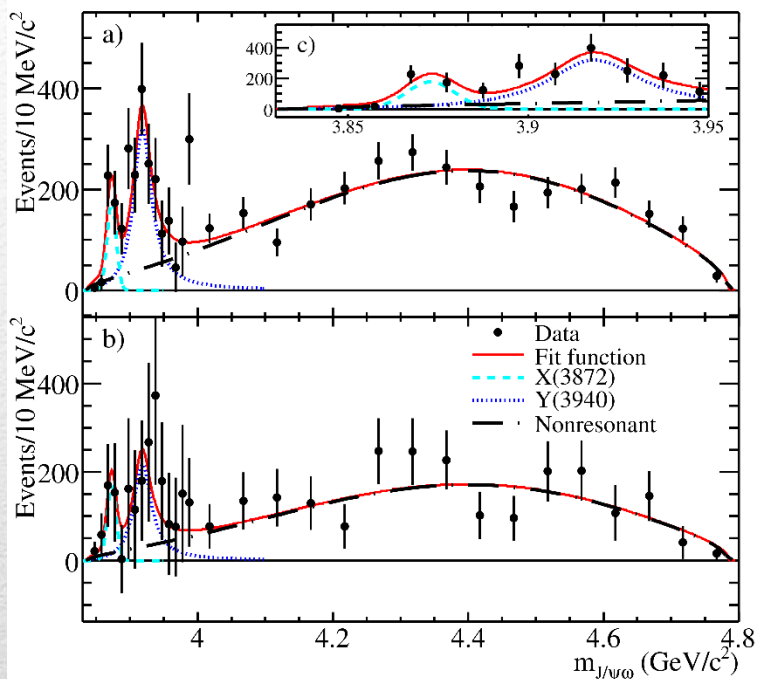 a)
c)
Events/10 MeV/c²
400
200
0
400
200
0
3.85
3.9
3.95
b)
Events/10 MeV/c²
400
200
0
Data
Fit function
X(3872)
Y(3940)
Nonresonant
4
4.2
4.4
4.6
4.8
m_J/ψω (GeV/c²)